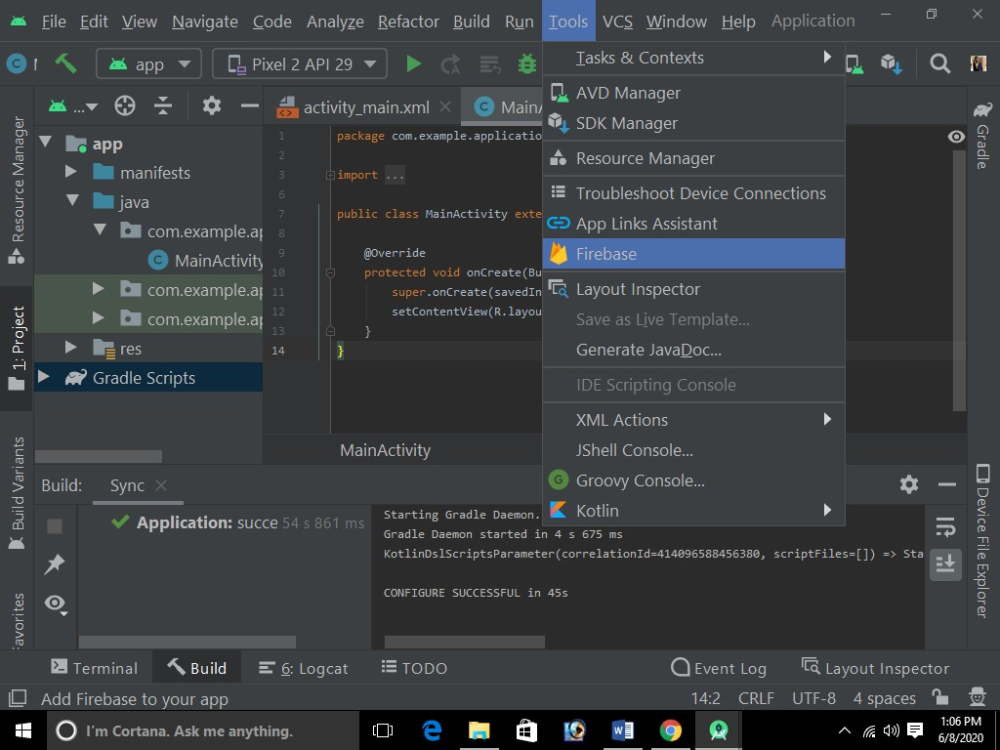 File Edit View Navigate Code Analyze Refactor Build Run Tools VCS Window Help Application
app Pixel 2 API 29
activity_main.xml MainA
Resource Manager
1: Project
Build Variants
avorites
app
manifests
java
com.example.ap
MainActivity
com.example.ap
com.example.ap
res
Gradle Scripts
1 package com.example.applicatio
2
3 import ...
6
7 public class MainActivity exte
8
9 @Override
10 protected void onCreate(Bu
11 super.onCreate(savedIn
12 setContentView(R.layou
13 }
14 }
MainActivity
Tasks & Contexts
AVD Manager
SDK Manager
Resource Manager
Troubleshoot Device Connections
App Links Assistant
Firebase
Layout Inspector
Save as Live Template...
Generate JavaDoc...
IDE Scripting Console
XML Actions
JShell Console...
Groovy Console...
Kotlin
Gradle
Device File Explorer
Build: Sync
Application: succe 54 s 861 ms
Starting Gradle Daemon.
Gradle Daemon started in 4 s 675 ms
KotlinDslScriptsParameter(correlationId=414096588456380, scriptFiles=[]) => Sta
CONFIGURE SUCCESSFUL in 45s
Terminal Build 6: Logcat TODO Event Log Layout Inspector
Add Firebase to your app 14:2 CRLF UTF-8 4 spaces
I'm Cortana. Ask me anything.
1:06 PM
6/8/2020